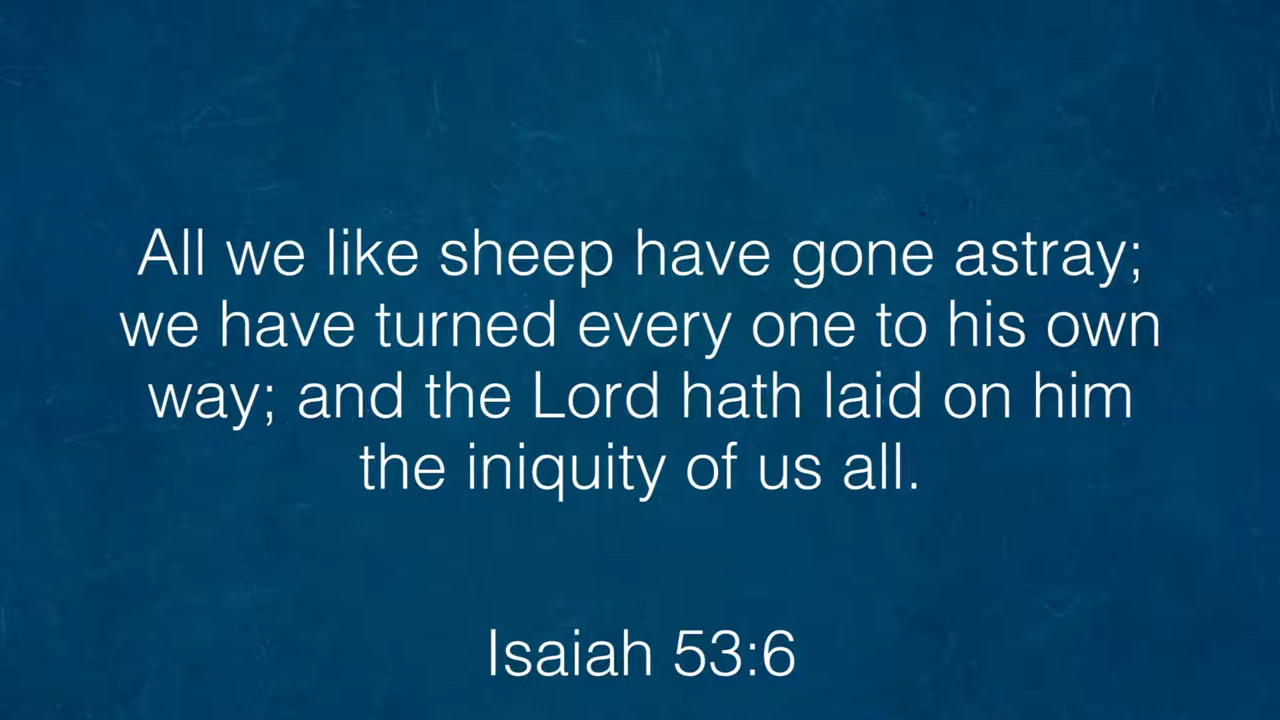 All we like sheep have gone astray;
we have turned every one to his own
way; and the Lord hath laid on him
the iniquity of us all.
Isaiah 53:6